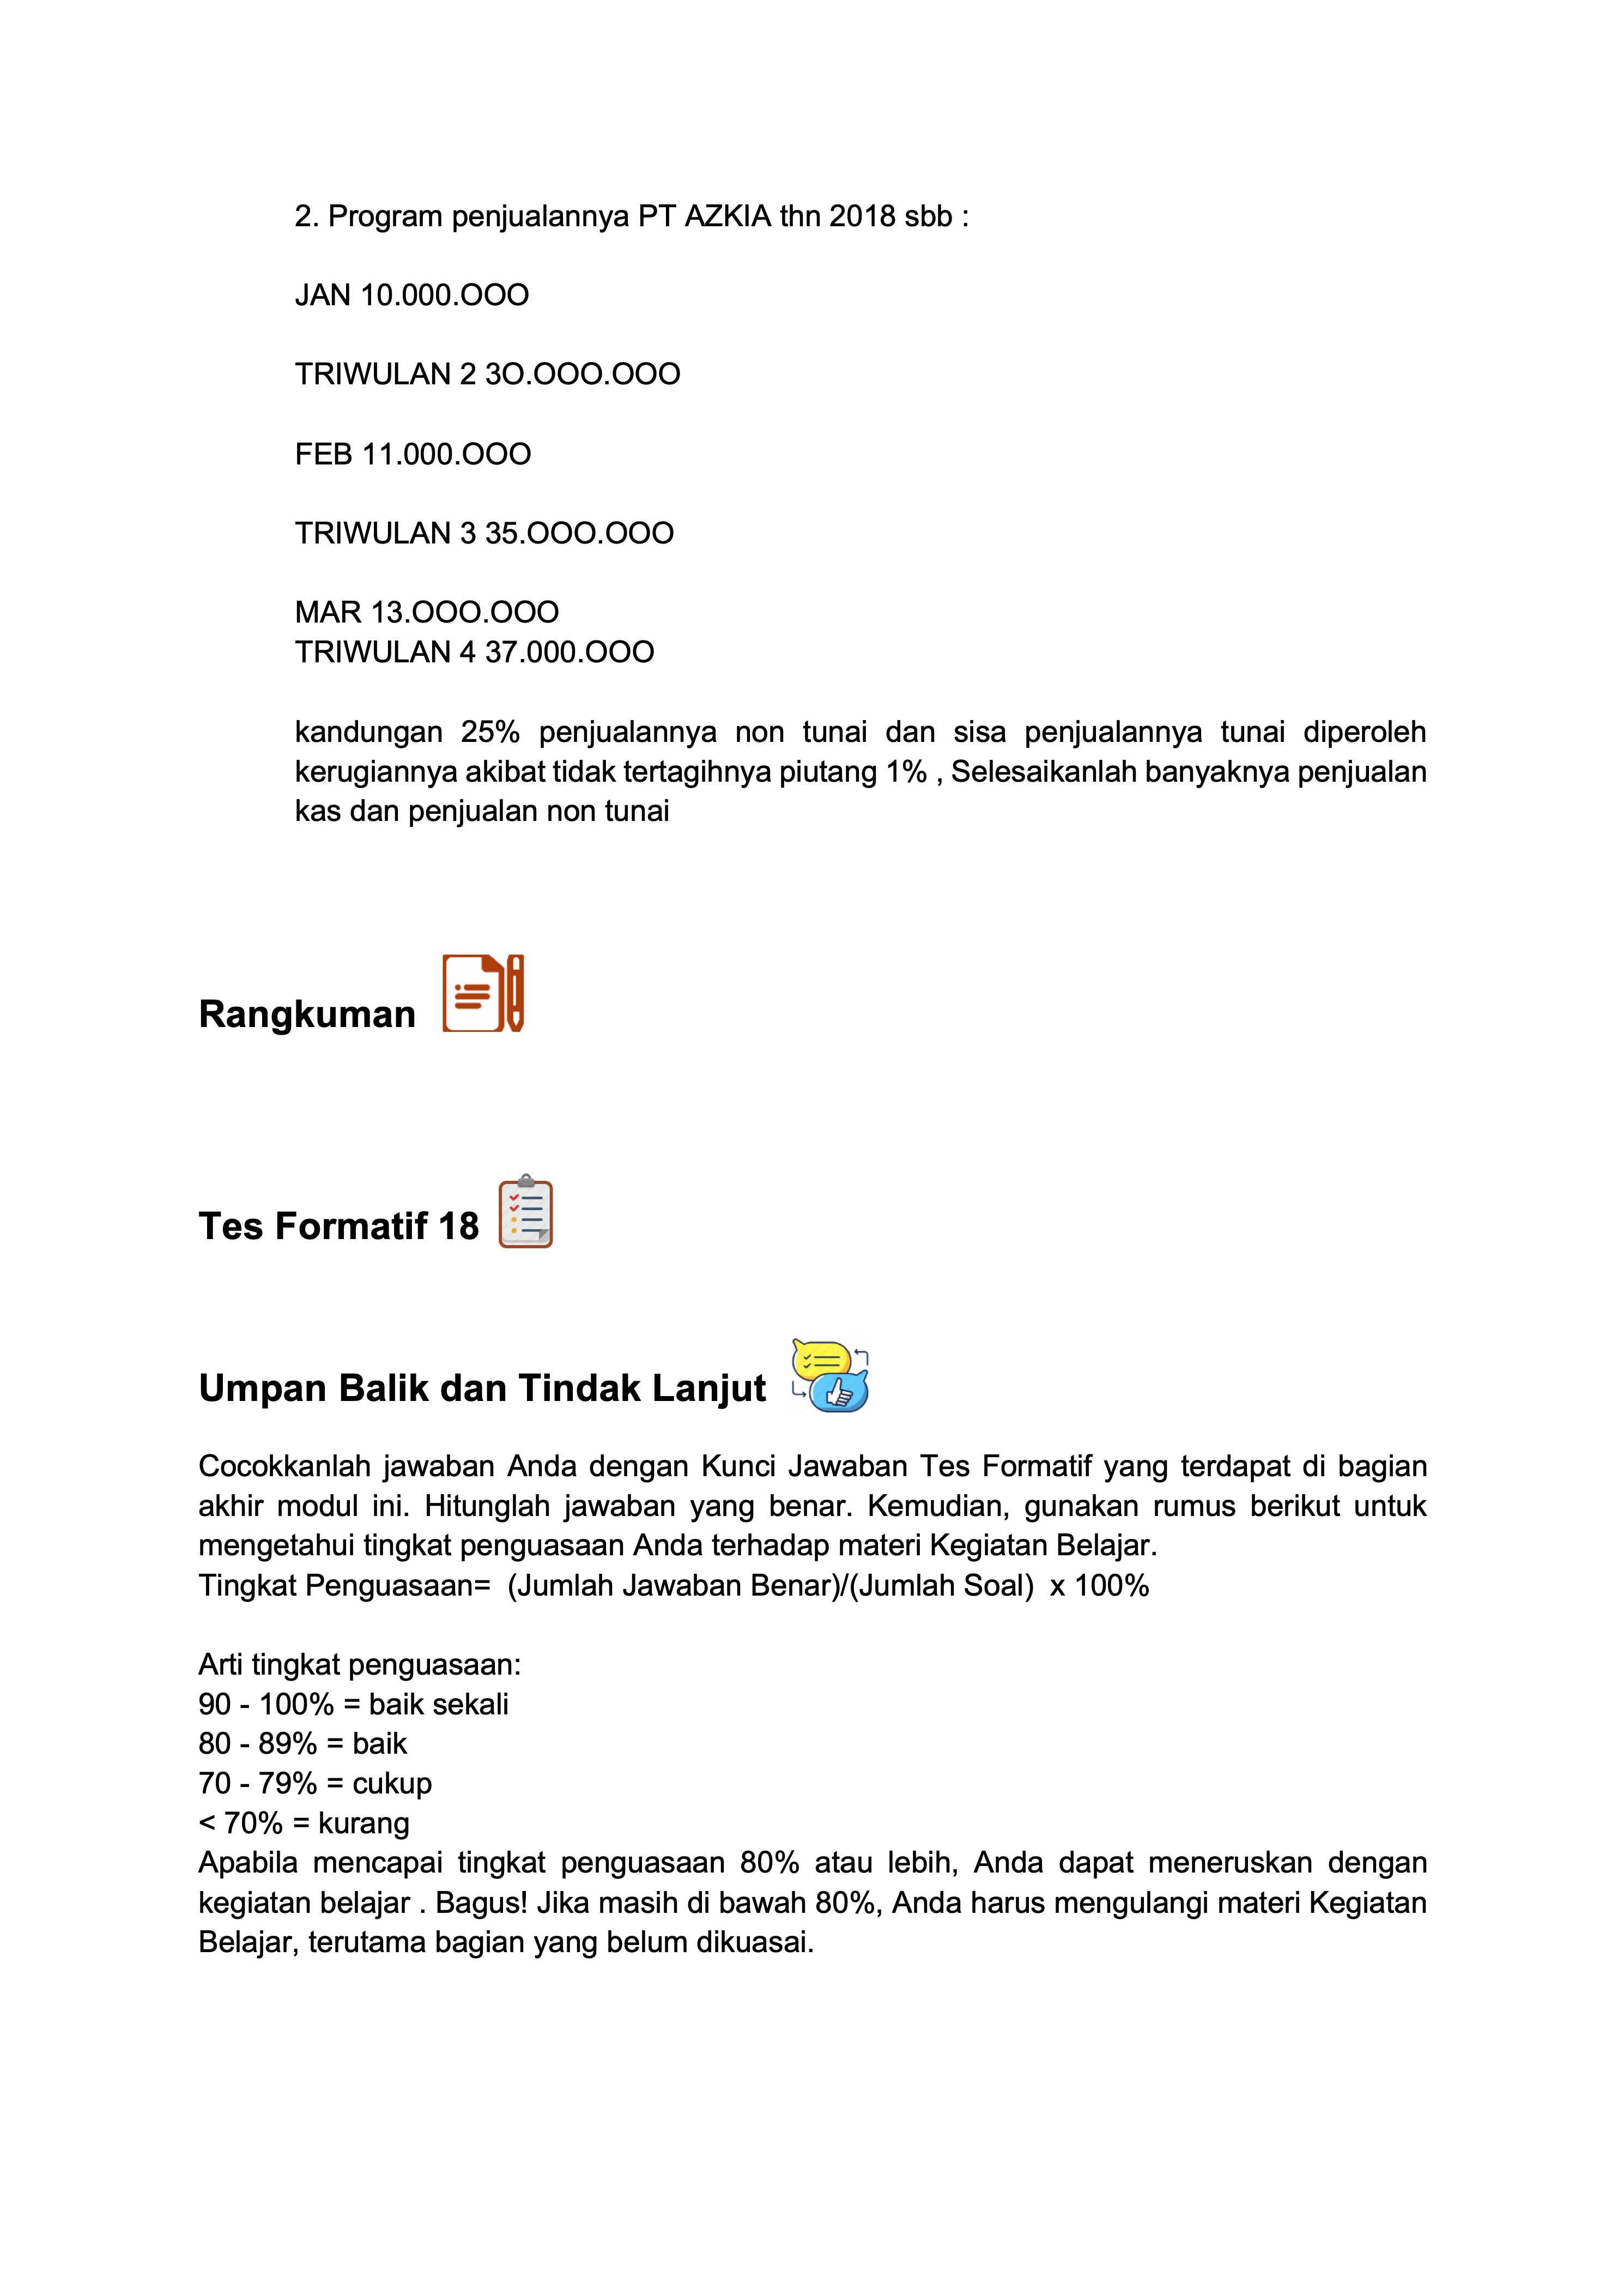 2. Program penjualannya PT AZKIA thn 2018 sbb :
JAN 10.000.OOO
TRIWULAN 2 3O.OOO.OOO
FEB 11.000.OOO
TRIWULAN 3 35.OOO.OOO
MAR 13.OOO.OOO
TRIWULAN 4 37.000.OOO
kandungan 25% penjualannya non tunai dan sisa penjualannya tunai diperoleh
kerugiannya akibat tidak tertagihnya piutang 1% , Selesaikanlah banyaknya penjualan
kas dan penjualan non tunai
Rangkuman
Tes Formatif 18
Umpan Balik dan Tindak Lanjut
Cocokkanlah jawaban Anda dengan Kunci Jawaban Tes Formatif yang terdapat di bagian
akhir modul ini. Hitunglah jawaban yang benar. Kemudian, gunakan rumus berikut untuk
mengetahui tingkat penguasaan Anda terhadap materi Kegiatan Belajar.
Tingkat Penguasaan=  (Jumlah Jawaban Benar)/(Jumlah Soal)  x 100%
Arti tingkat penguasaan:
90 - 100% = baik sekali
80 - 89% = baik
70 - 79% = cukup
< 70% = kurang
Apabila mencapai tingkat penguasaan 80% atau lebih, Anda dapat meneruskan dengan
kegiatan belajar . Bagus! Jika masih di bawah 80%, Anda harus mengulangi materi Kegiatan
Belajar, terutama bagian yang belum dikuasai.